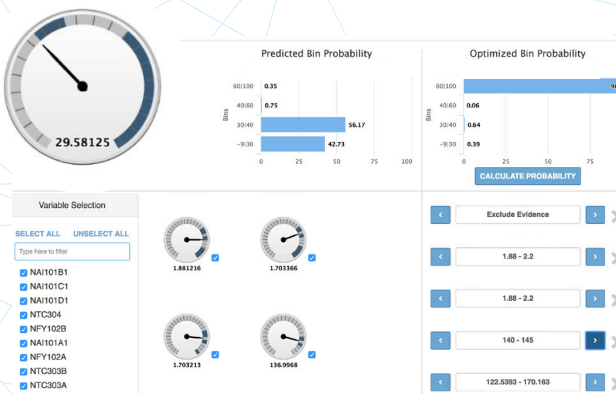 29.58125
Predicted Bin Probability
Bins
60|100
0.35
40|60
0.75
30|40
56.17
-9|30
42.73
0
25
50
75
100
Optimized Bin Probability
Bins
60|100
40|60
0.06
30|40
0.64
-9|30
0.39
0
25
50
75
CALCULATE PROBABILITY
Variable Selection
SELECT ALL
UNSELECT ALL
Type here to filter
NAI101B1
NAI101C1
NAI101D1
NTC304
NFY102B
NAI101A1
NFY102A
NTC303B
NTC303A
1.881216
1.703366
1.703213
136.9968
Exclude Evidence
1.88 - 2.2
1.88 - 2.2
140 - 145
122.5393 - 170.163